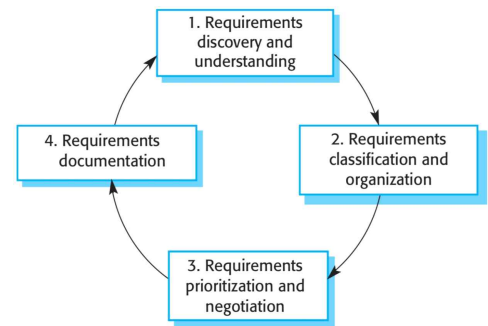 1. Requirements
discovery and
understanding
2. Requirements
classification and
organization
3. Requirements
prioritization and
negotiation
4. Requirements
documentation